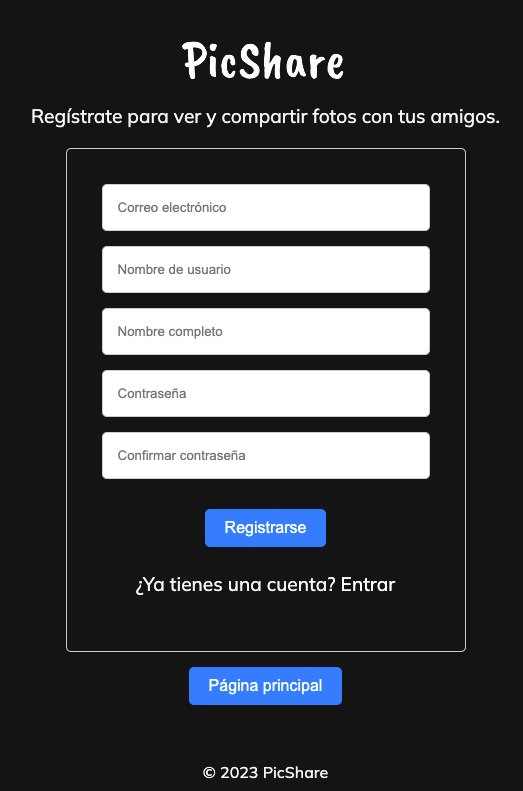 PicShare
Regístrate para ver y compartir fotos con tus amigos.
Correo electrónico
Nombre de usuario
Nombre completo
Contraseña
Confirmar contraseña
Registrarse
¿Ya tienes una cuenta? Entrar
Página principal
© 2023 PicShare